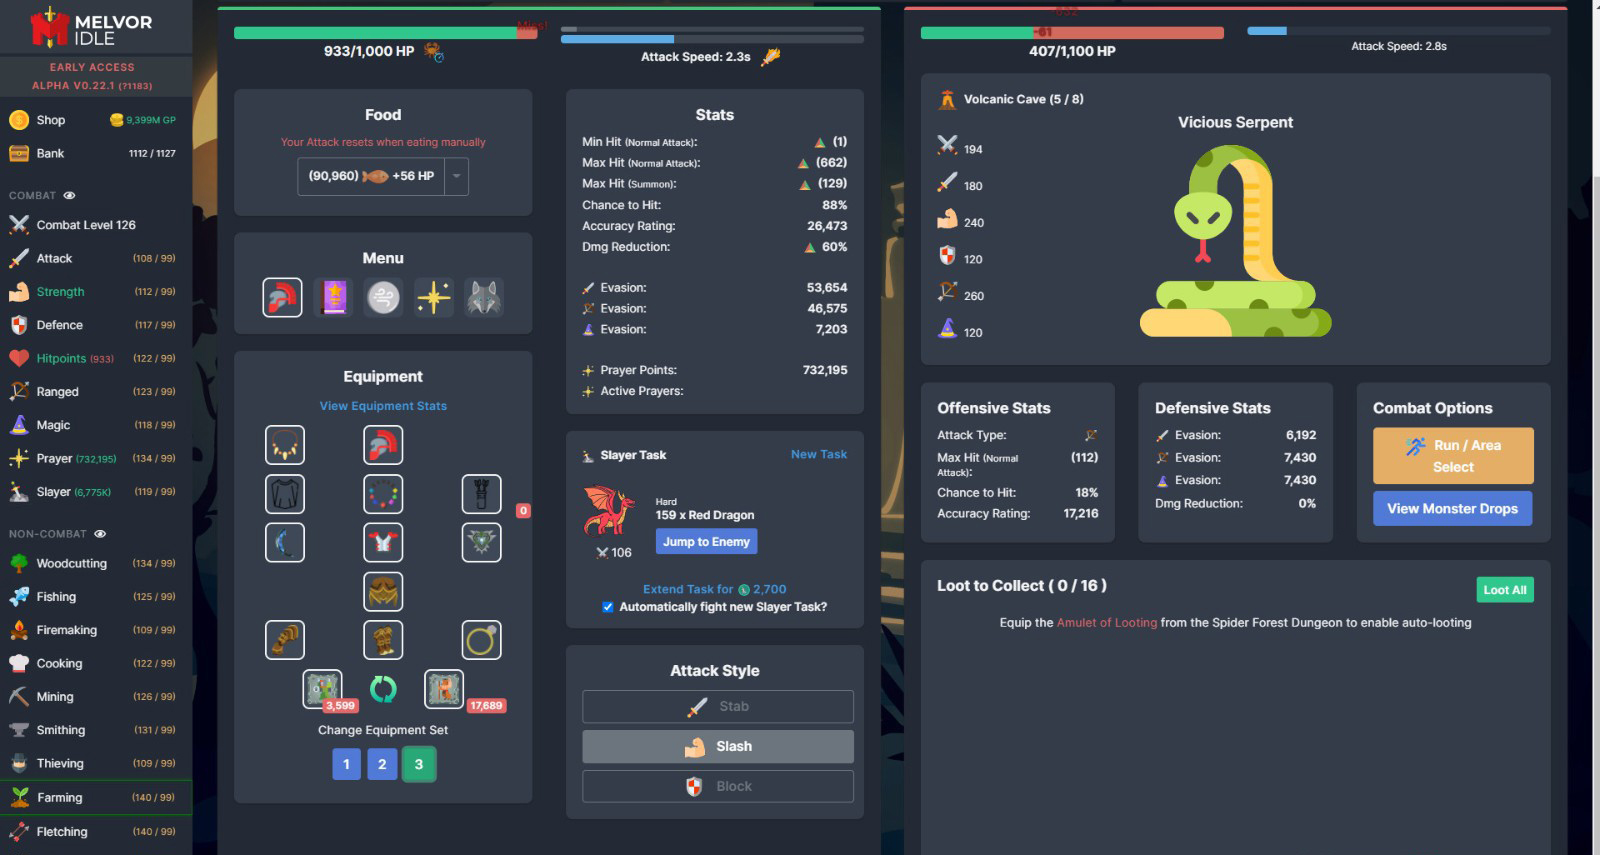 MELVOR
IDLE
EARLY ACCESS
ALPHA V0.22.1 (?1183)
Shop 9,399M GP
Bank 1112 / 1127
COMBAT
Combat Level 126
Attack (108 / 99)
Strength (112 / 99)
Defence (117 / 99)
Hitpoints (933) (122 / 99)
Ranged (123 / 99)
Magic (118 / 99)
Prayer (732,195) (134 / 99)
Slayer (6,775K) (119 / 99)
NON-COMBAT
Woodcutting (134 / 99)
Fishing (125 / 99)
Firemaking (109 / 99)
Cooking (122 / 99)
Mining (126 / 99)
Smithing (131 / 99)
Thieving (109 / 99)
Farming (140 / 99)
Fletching (140 / 99)
Miss!
933/1,000 HP
Attack Speed: 2.3s
Food
Your Attack resets when eating manually
(90,960) +56 HP
Menu
Equipment
View Equipment Stats
0
3,599
17,689
Change Equipment Set
1 2 3
Stats
Min Hit (Normal Attack): (1)
Max Hit (Normal Attack): (662)
Max Hit (Summon): (129)
Chance to Hit: 88%
Accuracy Rating: 26,473
Dmg Reduction: 60%
Evasion: 53,654
Evasion: 46,575
Evasion: 7,203
Prayer Points: 732,195
Active Prayers:
Slayer Task New Task
Hard
159 x Red Dragon
Jump to Enemy
106
Extend Task for 2,700
Automatically fight new Slayer Task?
Attack Style
Stab
Slash
Block
-61
407/1,100 HP
Attack Speed: 2.8s
Volcanic Cave (5 / 8)
Vicious Serpent
194
180
240
120
260
120
Offensive Stats
Attack Type:
Max Hit (Normal Attack): (112)
Chance to Hit: 18%
Accuracy Rating: 17,216
Defensive Stats
Evasion: 6,192
Evasion: 7,430
Evasion: 7,430
Dmg Reduction: 0%
Combat Options
Run / Area
Select
View Monster Drops
Loot to Collect ( 0 / 16 )
Loot All
Equip the Amulet of Looting from the Spider Forest Dungeon to enable auto-looting